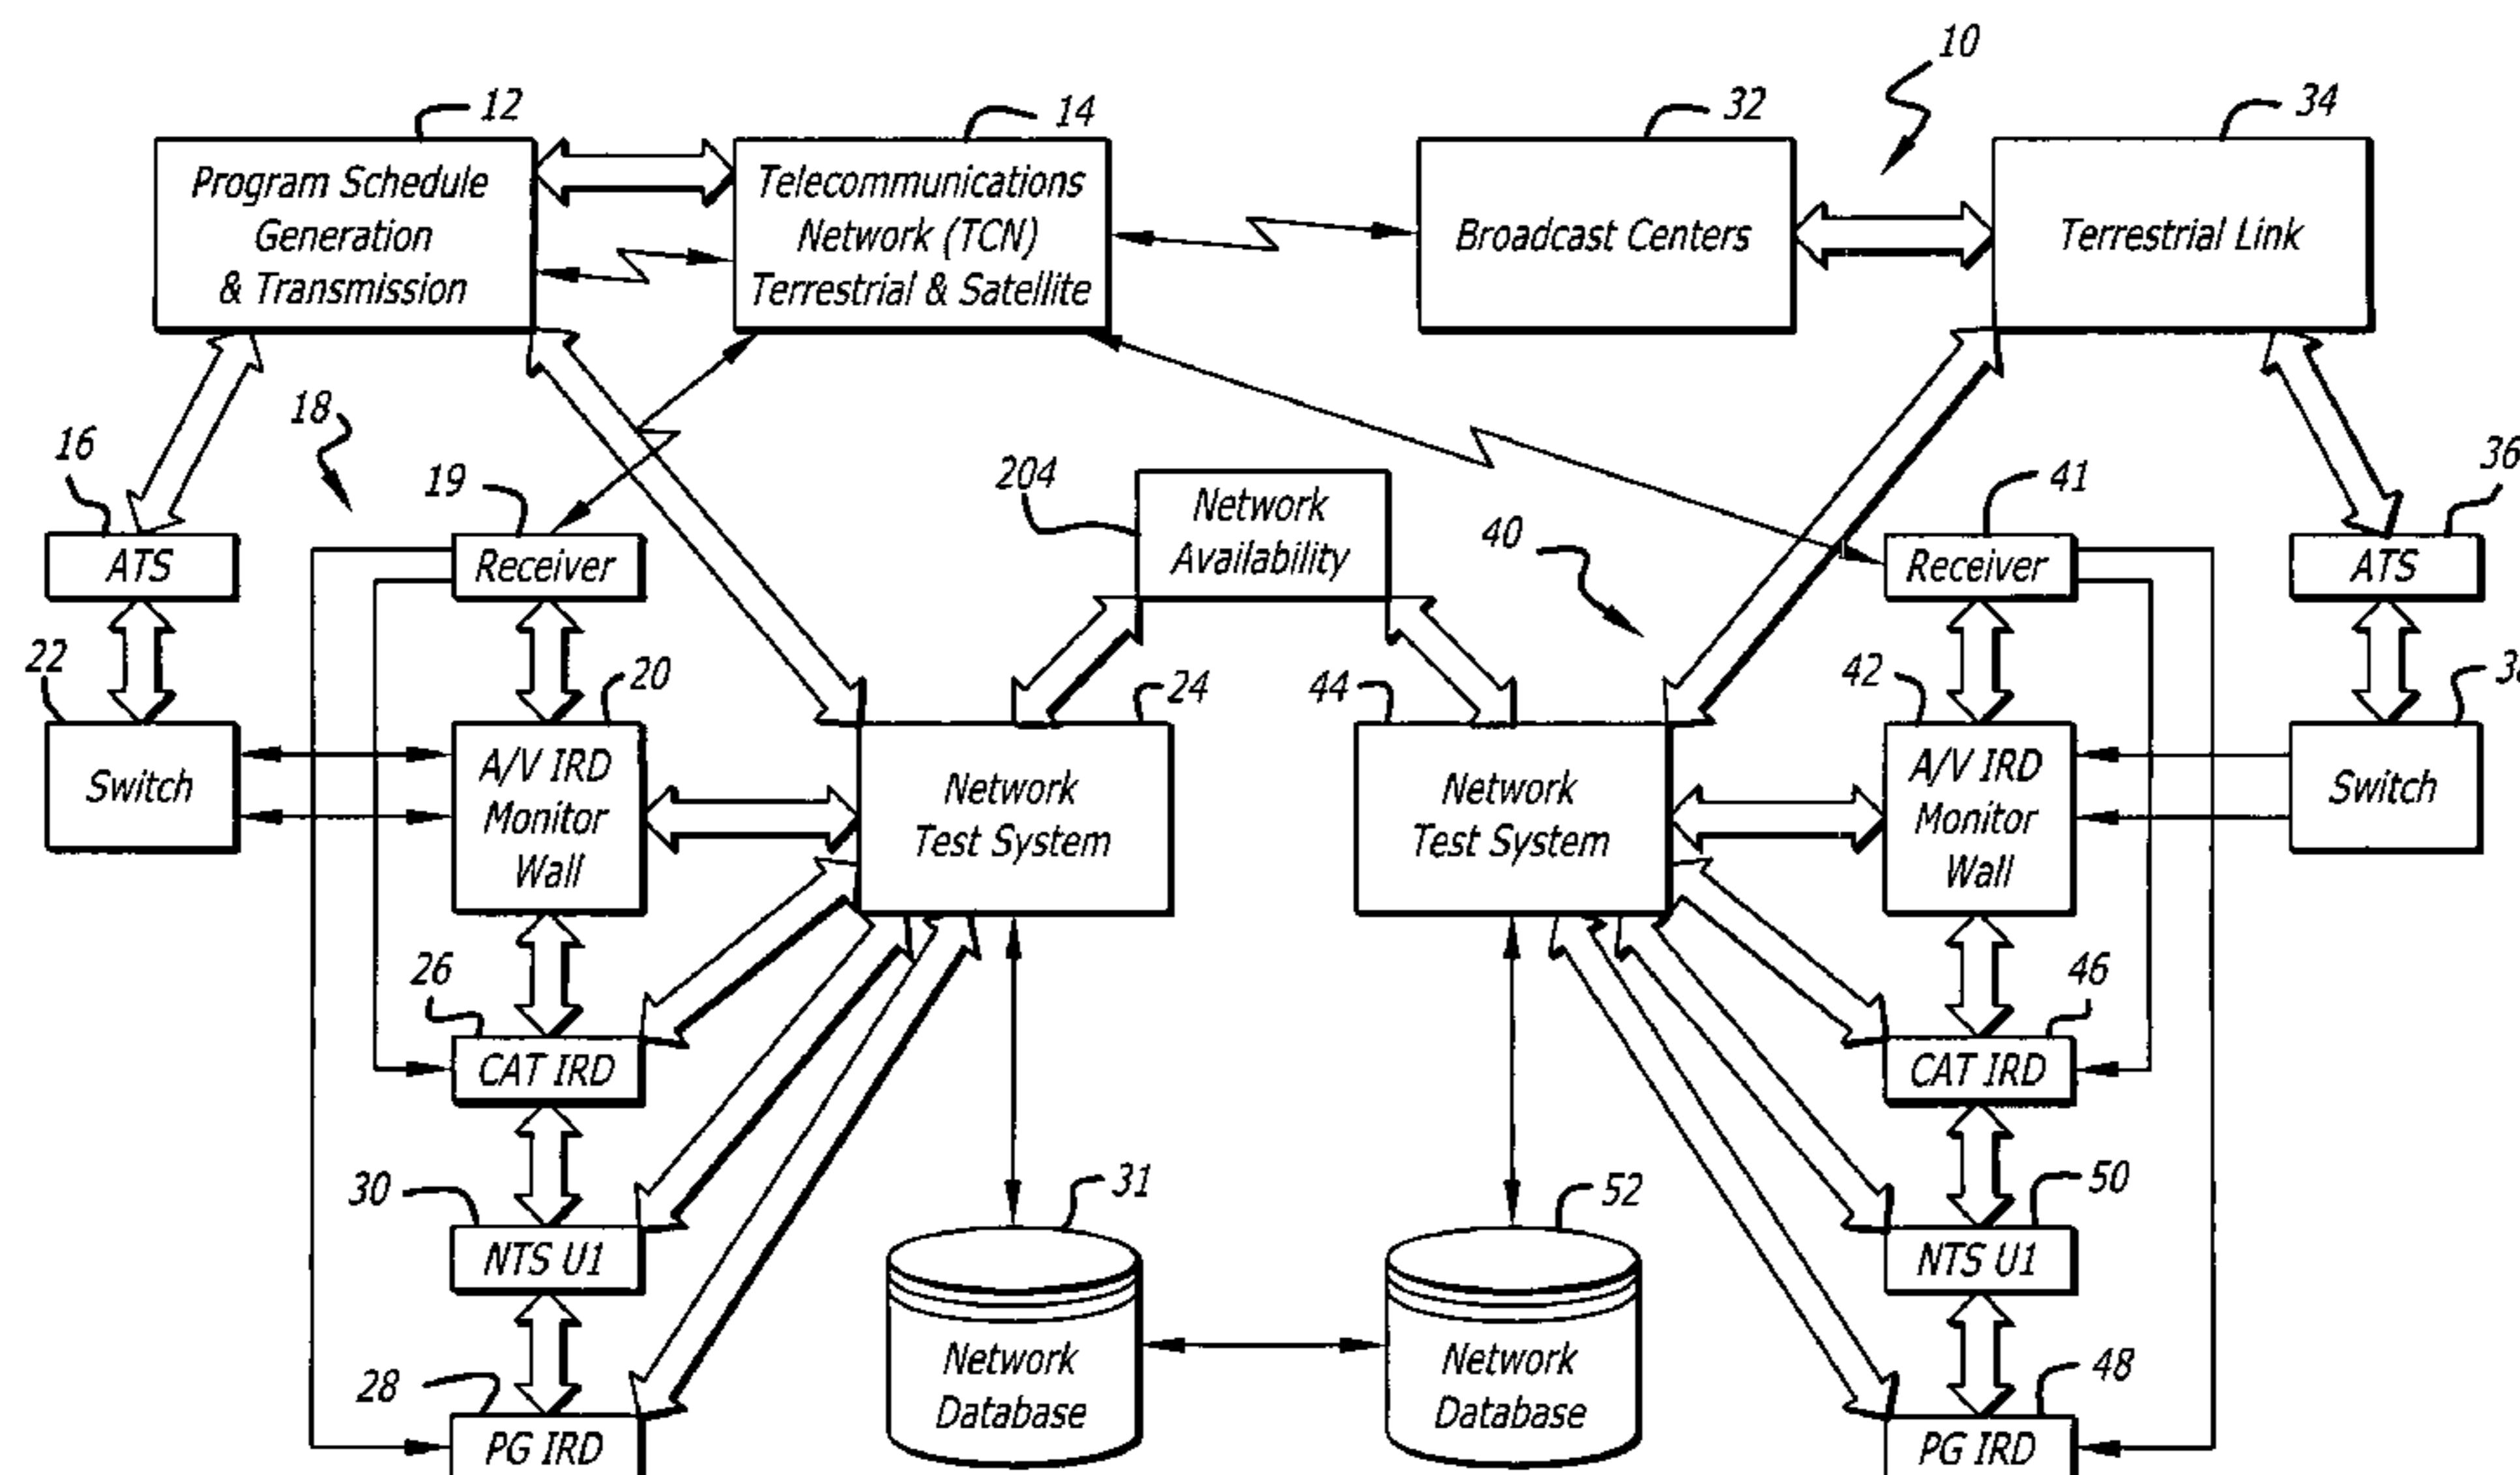 10
12
14
32
34
Program Schedule
Generation
& Transmission
Telecommunications
Network (TCN)
Terrestrial & Satellite
Broadcast Centers
Terrestrial Link
18
16
19
204
40
41
36
ATS
Receiver
Network
Availability
Receiver
ATS
22
20
24
44
42
Switch
A/V IRD
Monitor
Wall
Network
Test System
Network
Test System
A/V IRD
Monitor
Wall
Switch
26
46
CAT IRD
CAT IRD
30
31
52
50
NTS U1
NTS U1
28
48
Network
Database
Network
Database
PG IRD
PG IRD